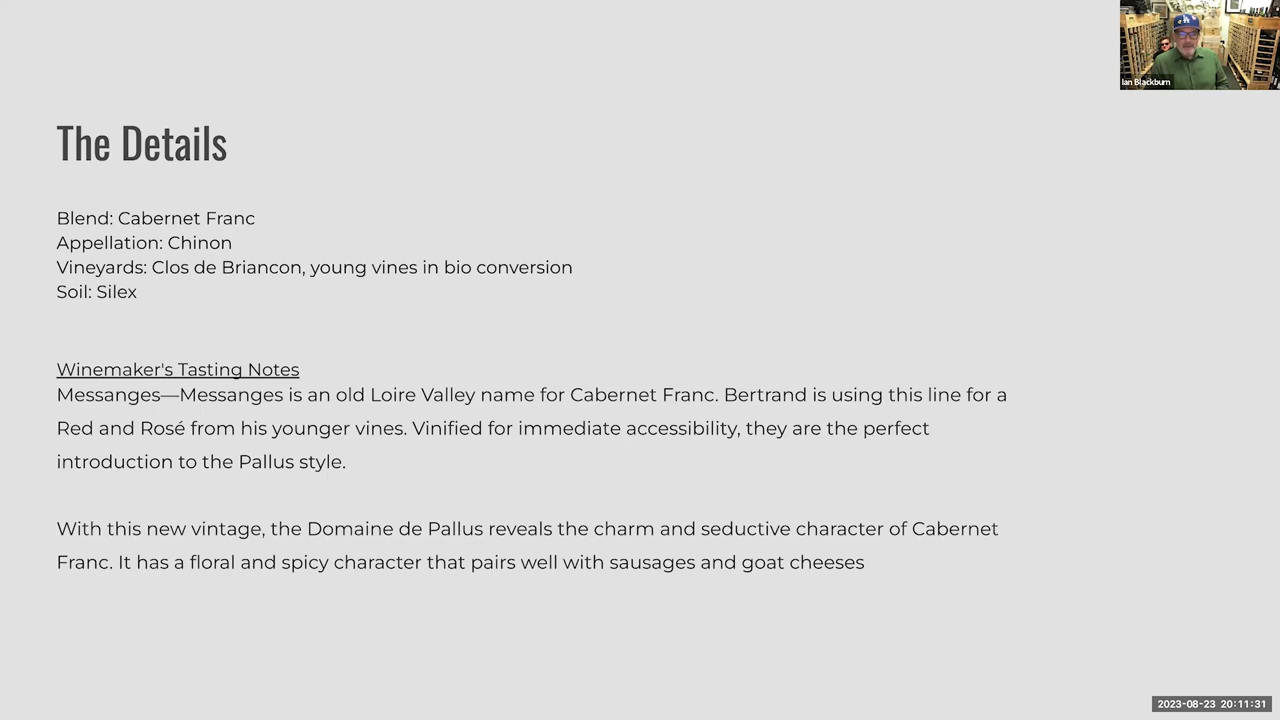 Ian Blackburn
The Details
Blend: Cabernet Franc
Appellation: Chinon
Vineyards: Clos de Briancon, young vines in bio conversion
Soil: Silex
Winemaker's Tasting Notes
Messanges—Messanges is an old Loire Valley name for Cabernet Franc. Bertrand is using this line for a
Red and Rosé from his younger vines. Vinified for immediate accessibility, they are the perfect
introduction to the Pallus style.
With this new vintage, the Domaine de Pallus reveals the charm and seductive character of Cabernet
Franc. It has a floral and spicy character that pairs well with sausages and goat cheeses
2023-08-23 20:11:31